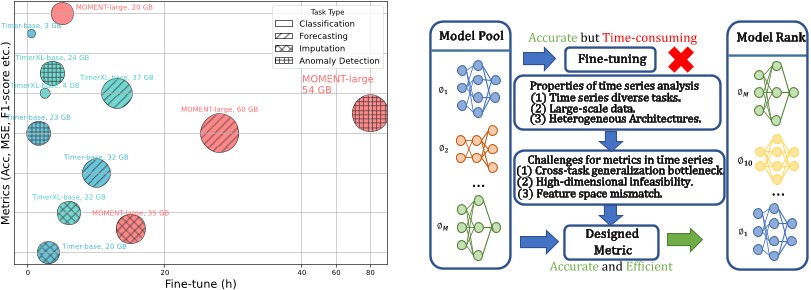 MOMENT-large, 20 GB
Timer-base, 3 GB
TimerXL-base, 24 GB
TimerXL-base, 4 GB
TimerXL-base, 37 GB
MOMENT-large
54 GB
Timer-base, 23 GB
MOMENT-large, 60 GB
Timer-base, 32 GB
TimerXL-base, 22 GB
MOMENT-large, 35 GB
Timer-base, 20 GB
Task Type
Classification
Forecasting
Imputation
Anomaly Detection
Metrics (Acc, MSE, F1-score etc.)
0 20 40 60 80
Fine-tune (h)
Model Pool
ø1
ø2
...
øM
Accurate but Time-consuming
Fine-tuning
Properties of time series analysis
(1) Time series diverse tasks.
(2) Large-scale data.
(3) Heterogeneous Architectures.
Challenges for metrics in time series
(1) Cross-task generalization bottleneck
(2) High-dimensional infeasibility.
(3) Feature space mismatch.
Designed
Metric
Accurate and Efficient
Model Rank
øM
ø10
...
ø1